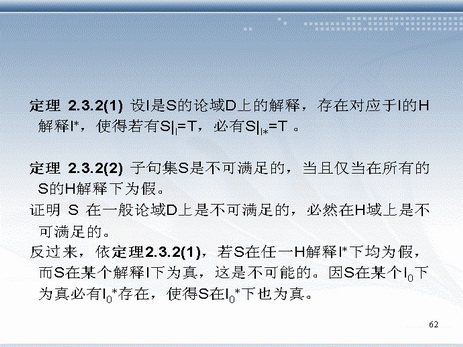 定理 2.3.2(1) 设I是S的论域D上的解释，存在对应于I的H
解释I*，使得若有S|I=T，必有S|I*=T 。
定理 2.3.2(2) 子句集S是不可满足的，当且仅当在所有的
S的H解释下为假。
证明 S 在一般论域D上是不可满足的，必然在H域上是不
可满足的。
反过来，依定理2.3.2(1)，若S在任一H解释I*下均为假，
而S在某个解释I下为真，这是不可能的。因S在某个I0下
为真必有I0*存在，使得S在I0*下也为真。
62